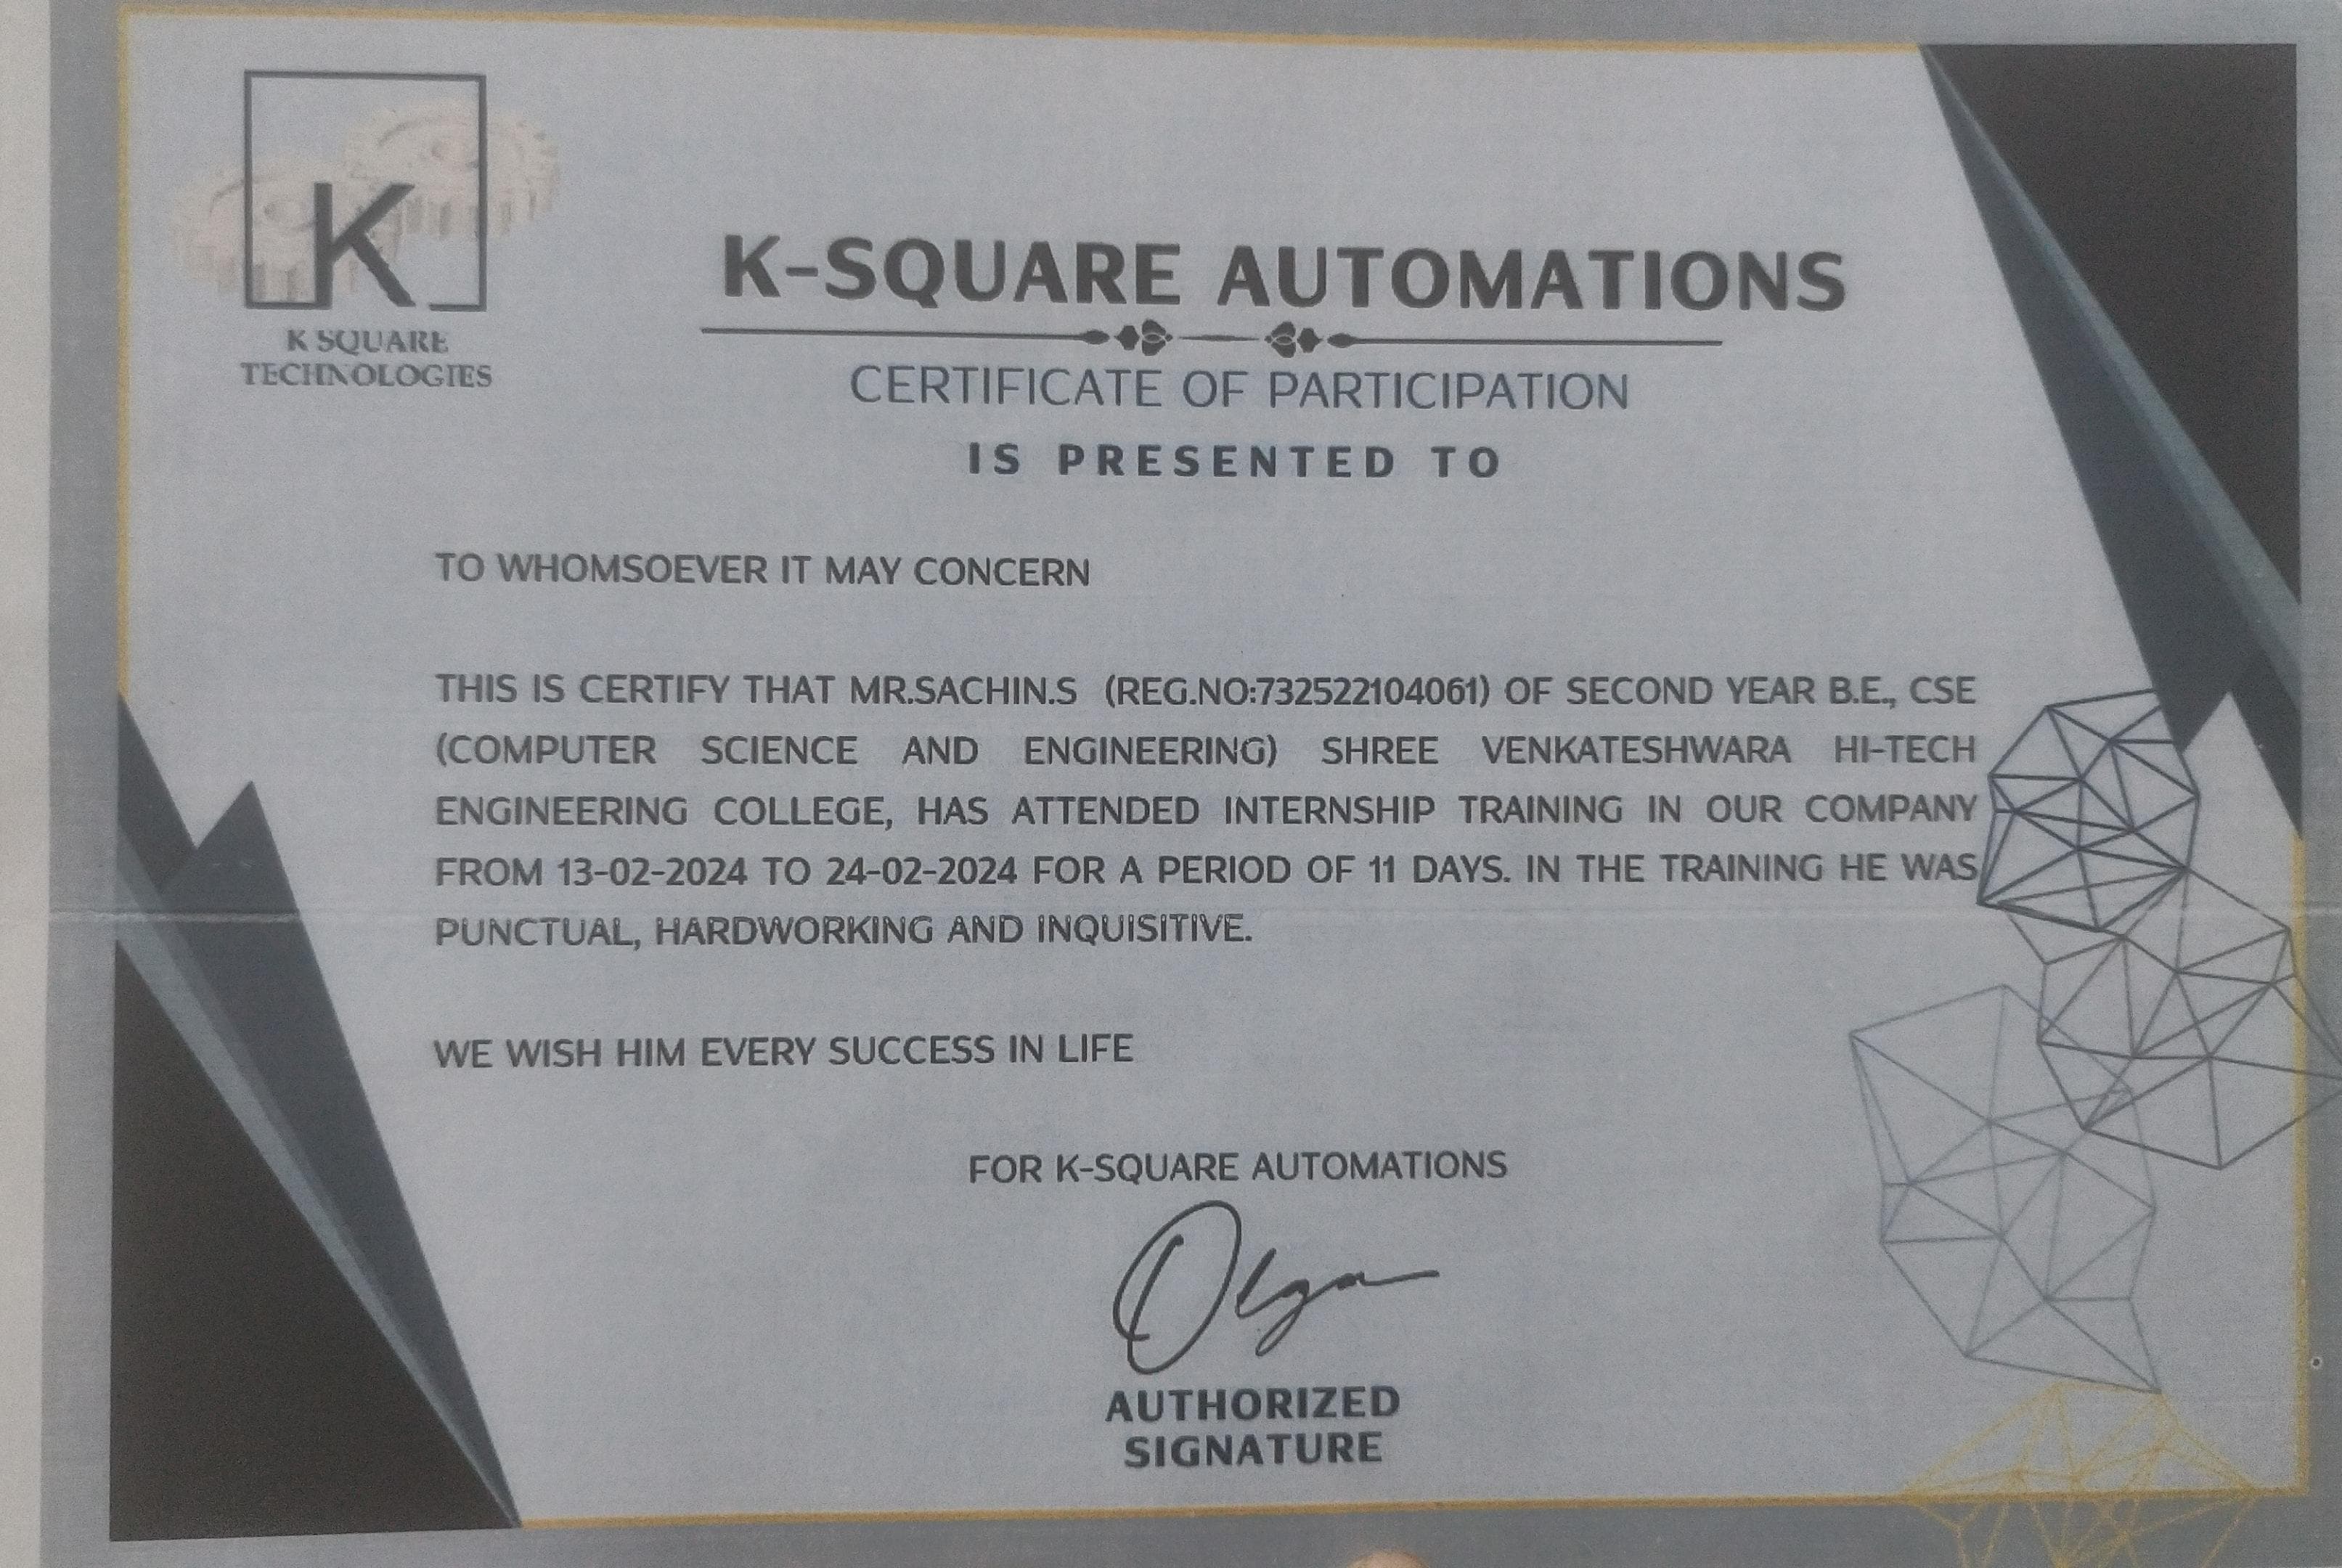 K
K SQUARE
TECHNOLOGIES
K-SQUARE AUTOMATIONS
CERTIFICATE OF PARTICIPATION
IS PRESENTED TO
TO WHOMSOEVER IT MAY CONCERN
THIS IS CERTIFY THAT MR.SACHIN.S (REG.NO:732522104061) OF SECOND YEAR B.E., CSE
(COMPUTER SCIENCE AND ENGINEERING) SHREE VENKATESHWARA HI-TECH
ENGINEERING COLLEGE, HAS ATTENDED INTERNSHIP TRAINING IN OUR COMPANY
FROM 13-02-2024 TO 24-02-2024 FOR A PERIOD OF 11 DAYS. IN THE TRAINING HE WAS
PUNCTUAL, HARDWORKING AND INQUISITIVE.
WE WISH HIM EVERY SUCCESS IN LIFE
FOR K-SQUARE AUTOMATIONS
Olga
AUTHORIZED
SIGNATURE